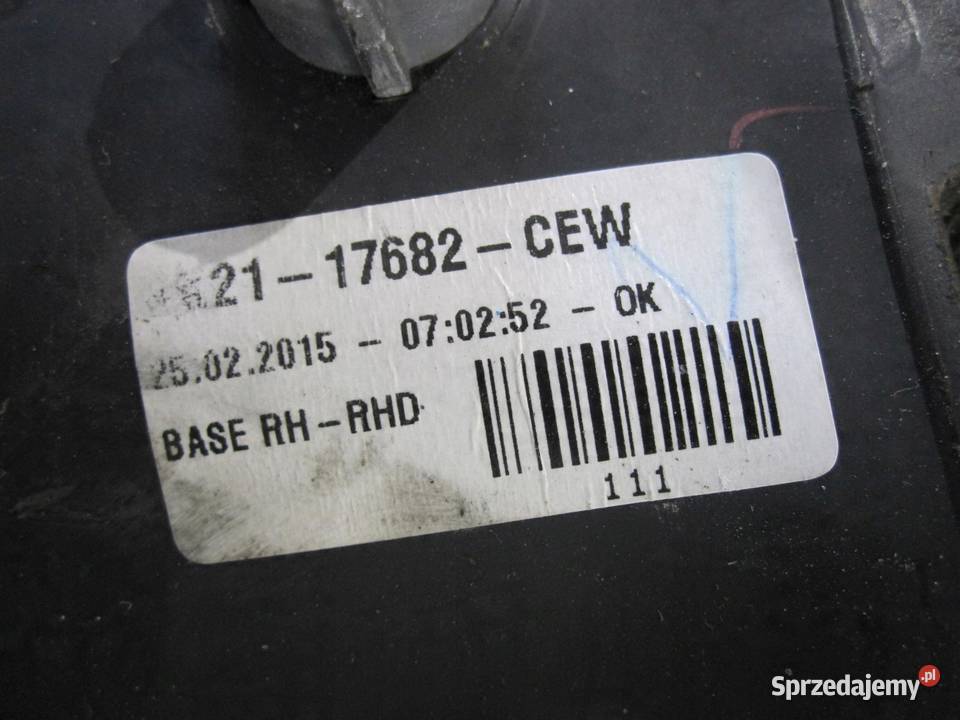 21-17682-CEW
25.02.2015 - 07:02:52 - OK
BASE RH-RHD
111
Sprzedajemy.pl